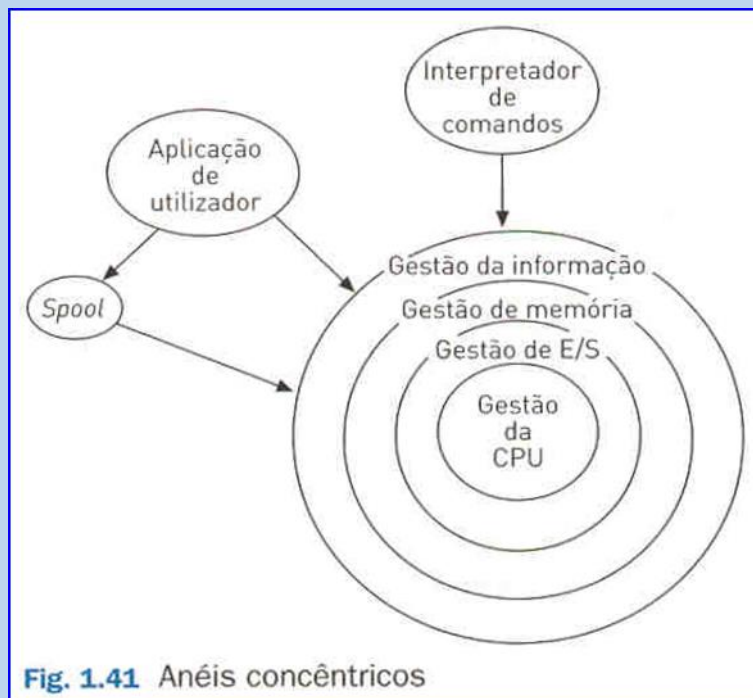 Interpretador
de
comandos
Aplicação
de
utilizador
Spool
Gestão da informação
Gestão de memória
Gestão de E/S
Gestão
da
CPU
Fig. 1.41 Anéis concêntricos